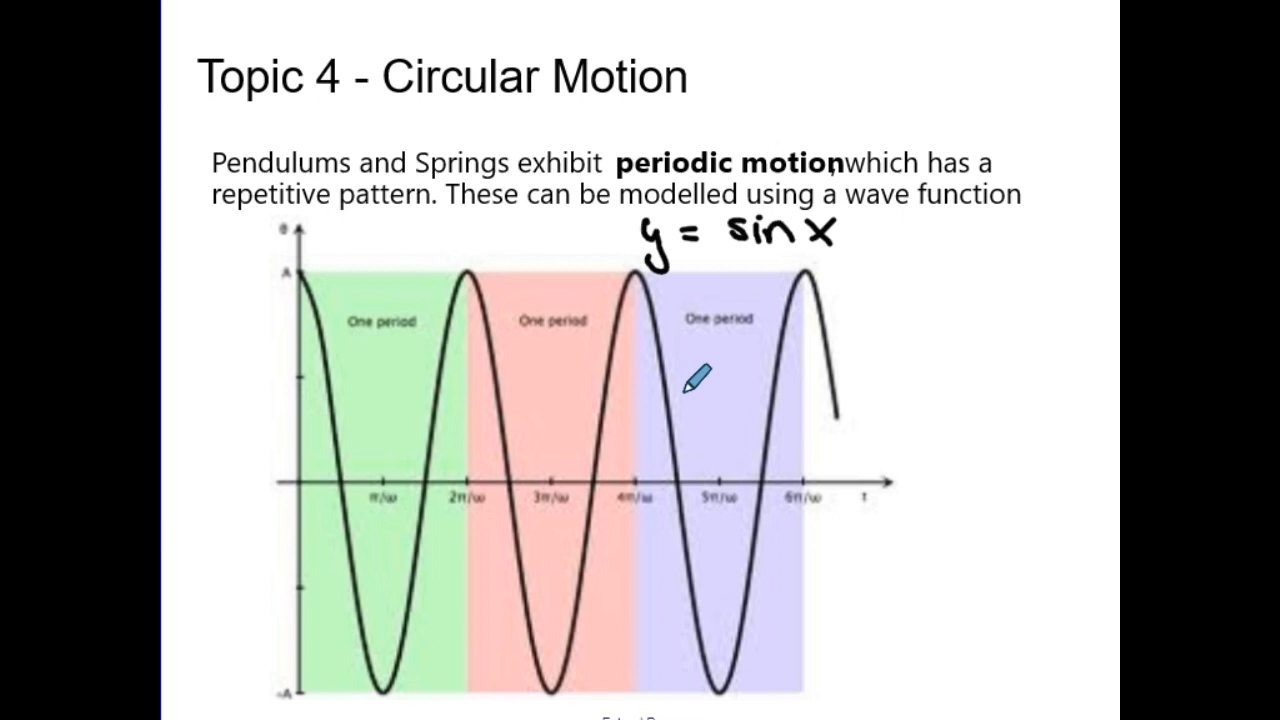 Topic 4 - Circular Motion
Pendulums and Springs exhibit periodic motion, which has a
repetitive pattern. These can be modelled using a wave function
y = sin x
θ
A
One period One period One period
π/ω 2π/ω 3π/ω 4π/ω 5π/ω 6π/ω
-A